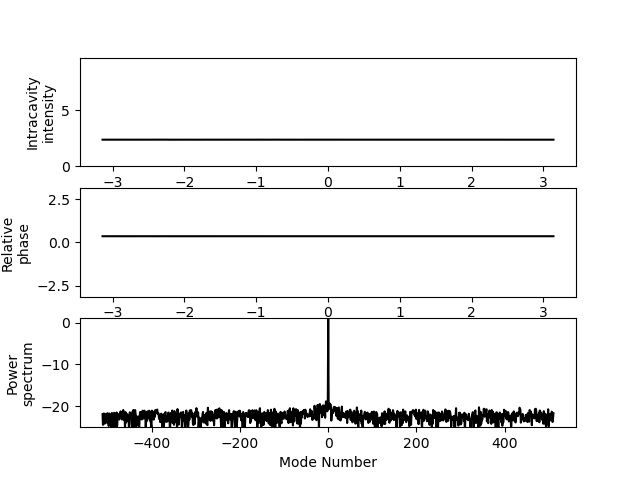 Intracavity
intensity
5
0
−3 −2 −1 0 1 2 3
Relative
phase
2.5
0.0
−2.5
−3 −2 −1 0 1 2 3
Power
spectrum
0
−10
−20
−400 −200 0 200 400
Mode Number